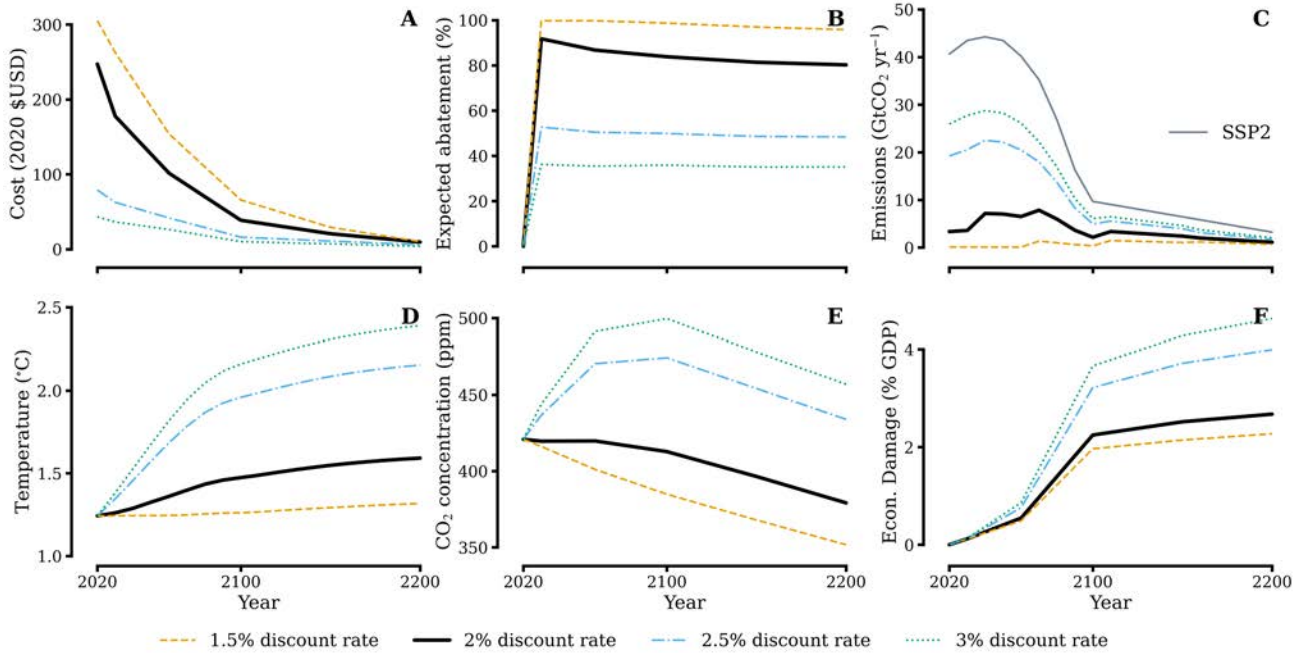 A
Cost (2020 $USD)
300
200
100
0
B
Expected abatement (%)
100
80
60
40
20
0
C
Emissions (GtCO₂ yr⁻¹)
50
40
30
20
10
0
SSP2
D
Temperature (°C)
2.5
2.0
1.5
1.0
2020
2100
2200
Year
E
CO₂ concentration (ppm)
500
450
400
350
2020
2100
2200
Year
F
Econ. Damage (% GDP)
4
2
0
2020
2100
2200
Year
1.5% discount rate
2% discount rate
2.5% discount rate
3% discount rate